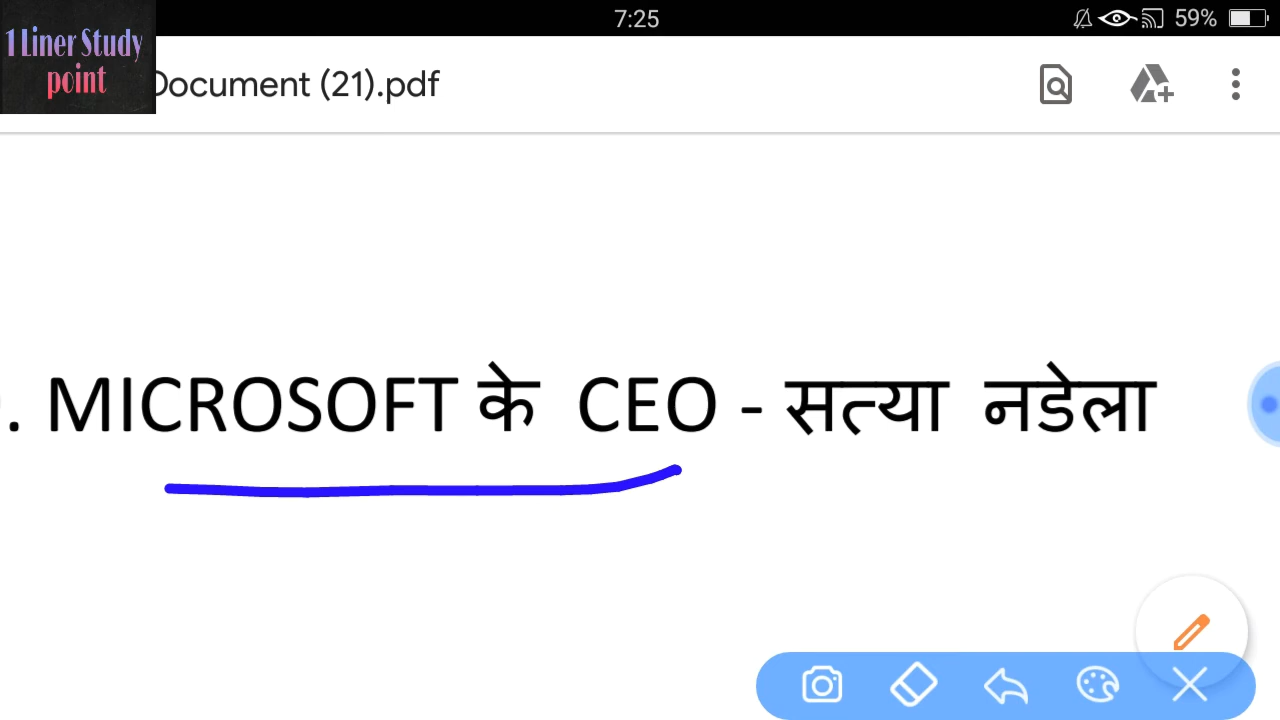 7:25
59%
1 Liner Study
point
Document (21).pdf
. MICROSOFT के CEO - सत्या नडेला